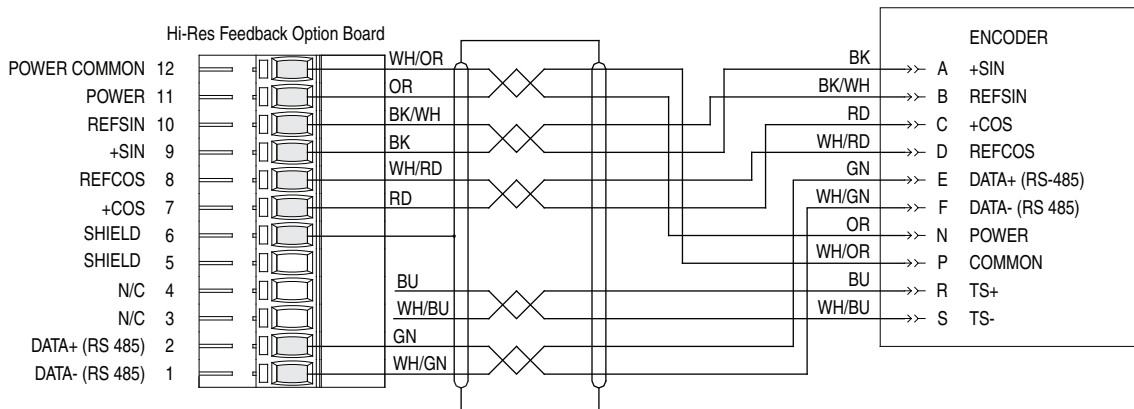 Hi-Res Feedback Option Board
POWER COMMON 12
POWER 11
REFSIN 10
+SIN 9
REFCOS 8
+COS 7
SHIELD 6
SHIELD 5
N/C 4
N/C 3
DATA+ (RS 485) 2
DATA- (RS 485) 1
WH/OR
OR
BK/WH
BK
WH/RD
RD
BU
WH/BU
GN
WH/GN
BK
BK/WH
RD
WH/RD
GN
WH/GN
OR
WH/OR
BU
WH/BU
ENCODER
A +SIN
B REFSIN
C +COS
D REFCOS
E DATA+ (RS-485)
F DATA- (RS 485)
N POWER
P COMMON
R TS+
S TS-